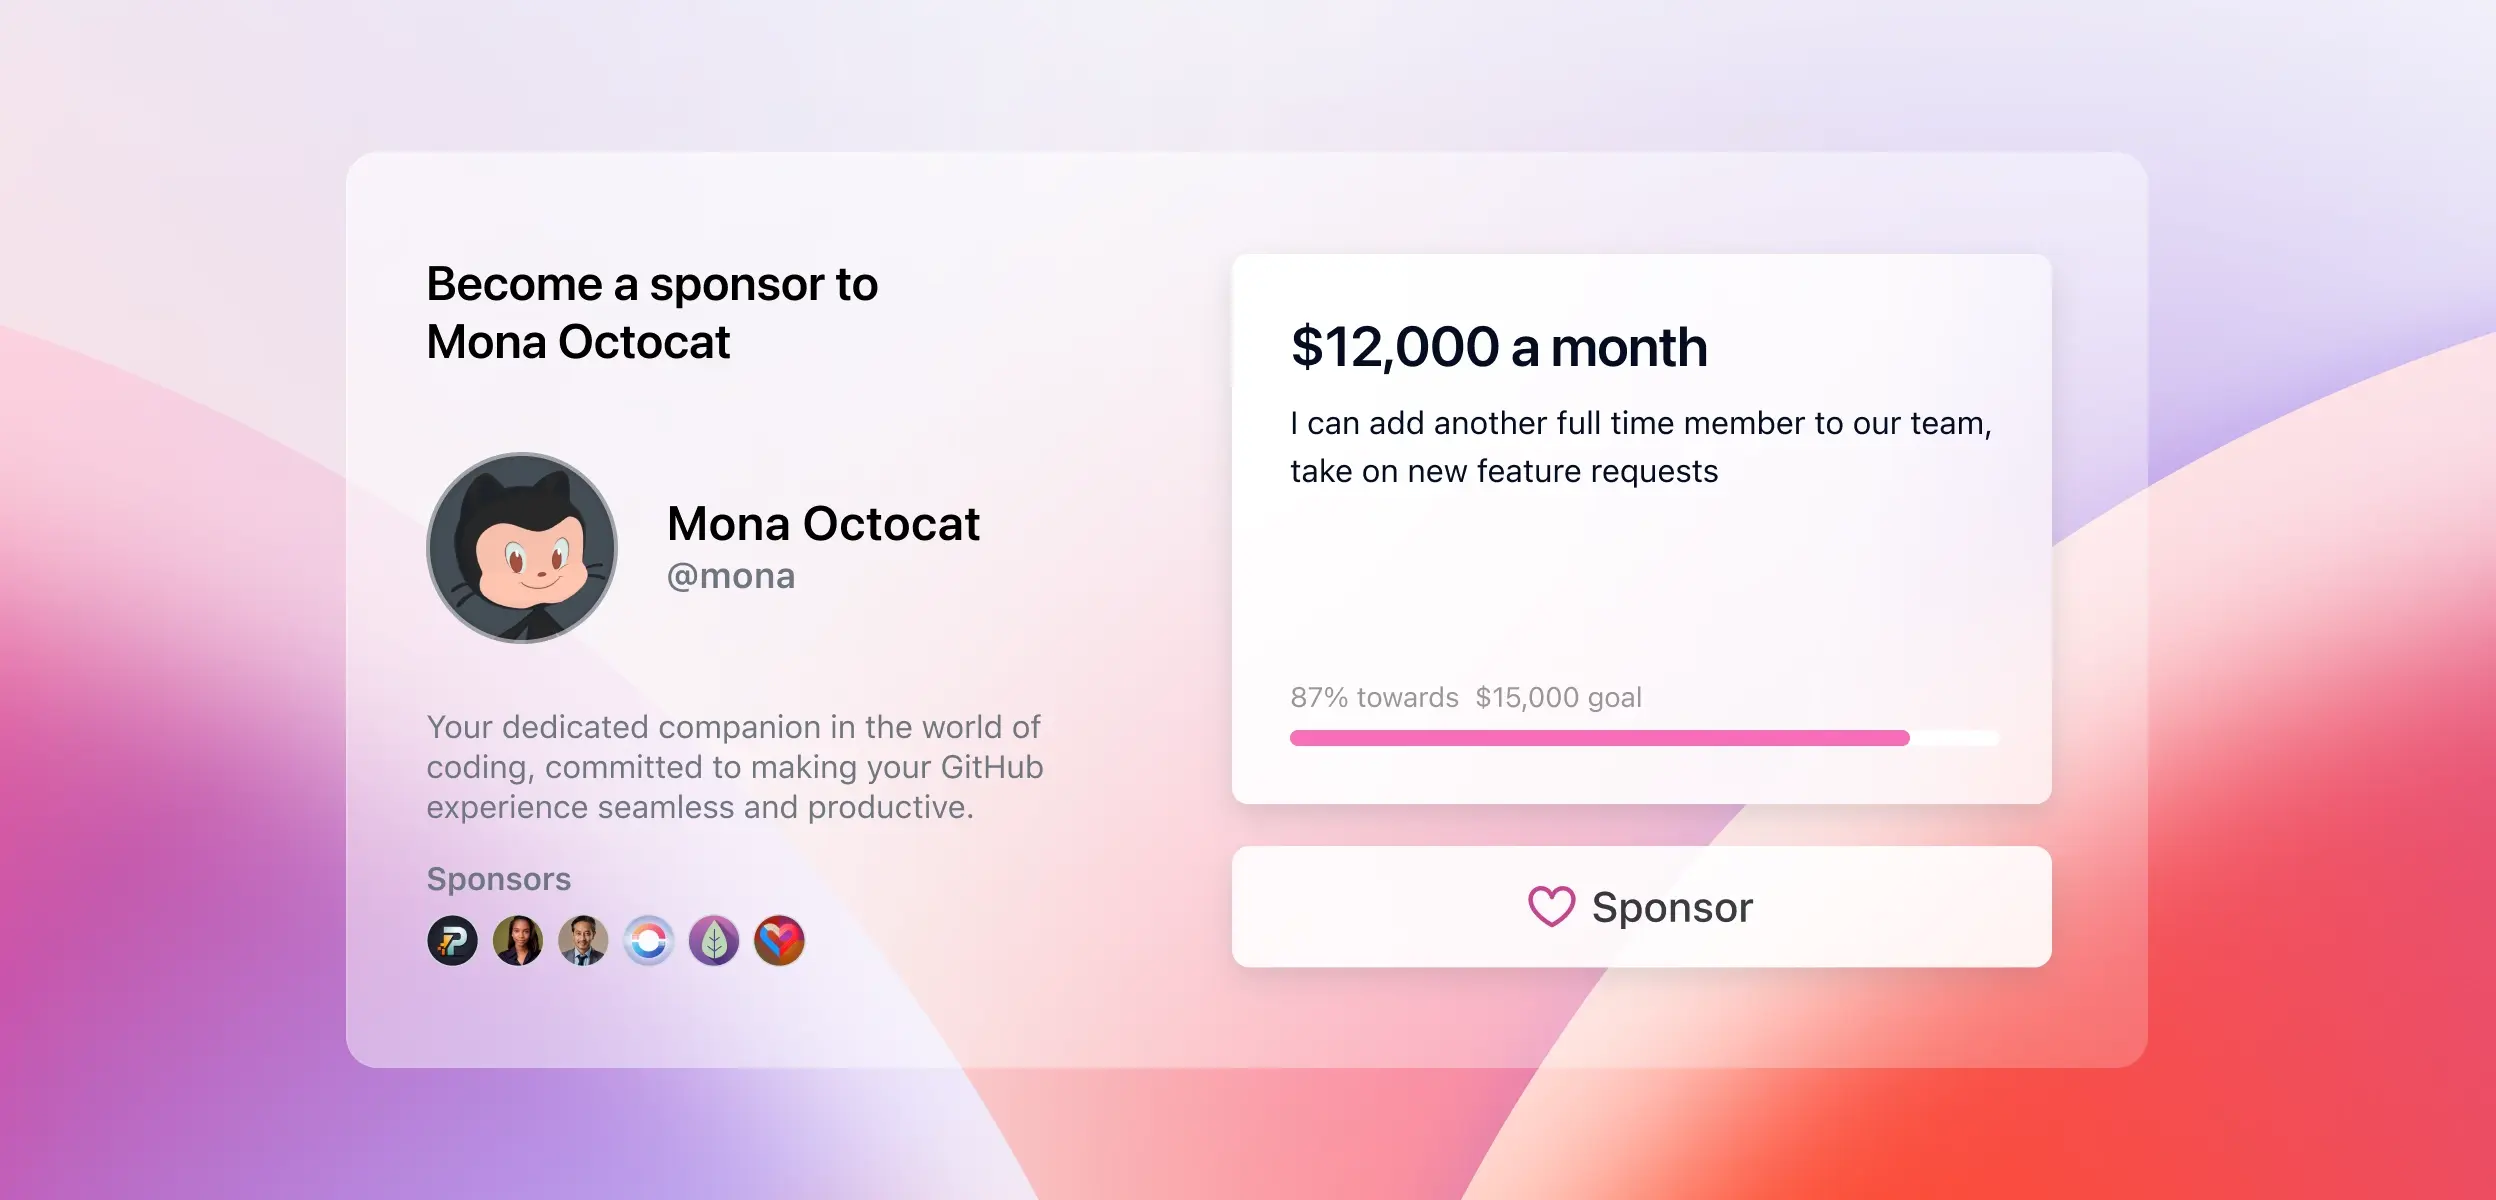 Become a sponsor to
Mona Octocat
Mona Octocat
@mona
Your dedicated companion in the world of
coding, committed to making your GitHub
experience seamless and productive.
Sponsors
$12,000 a month
I can add another full time member to our team,
take on new feature requests
87% towards $15,000 goal
Sponsor